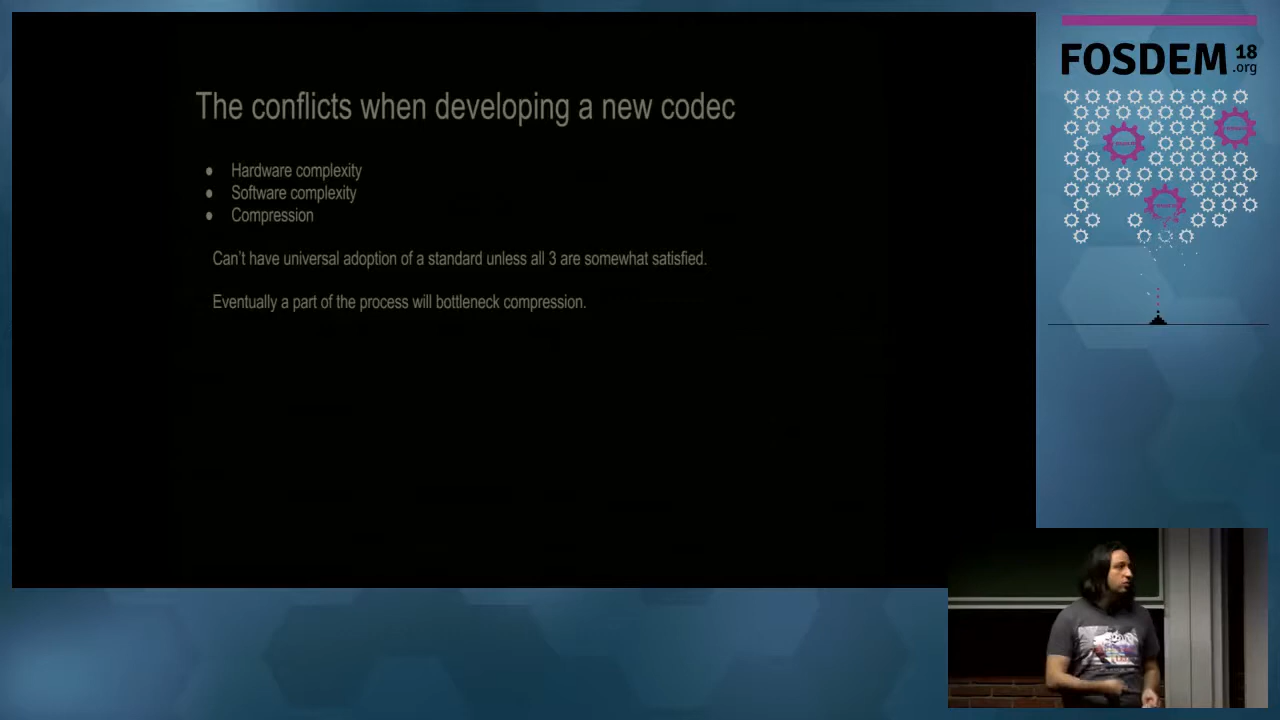 The conflicts when developing a new codec
● Hardware complexity
● Software complexity
● Compression
Can't have universal adoption of a standard unless all 3 are somewhat satisfied.
Eventually a part of the process will bottleneck compression.
FOSDEM 18
.org